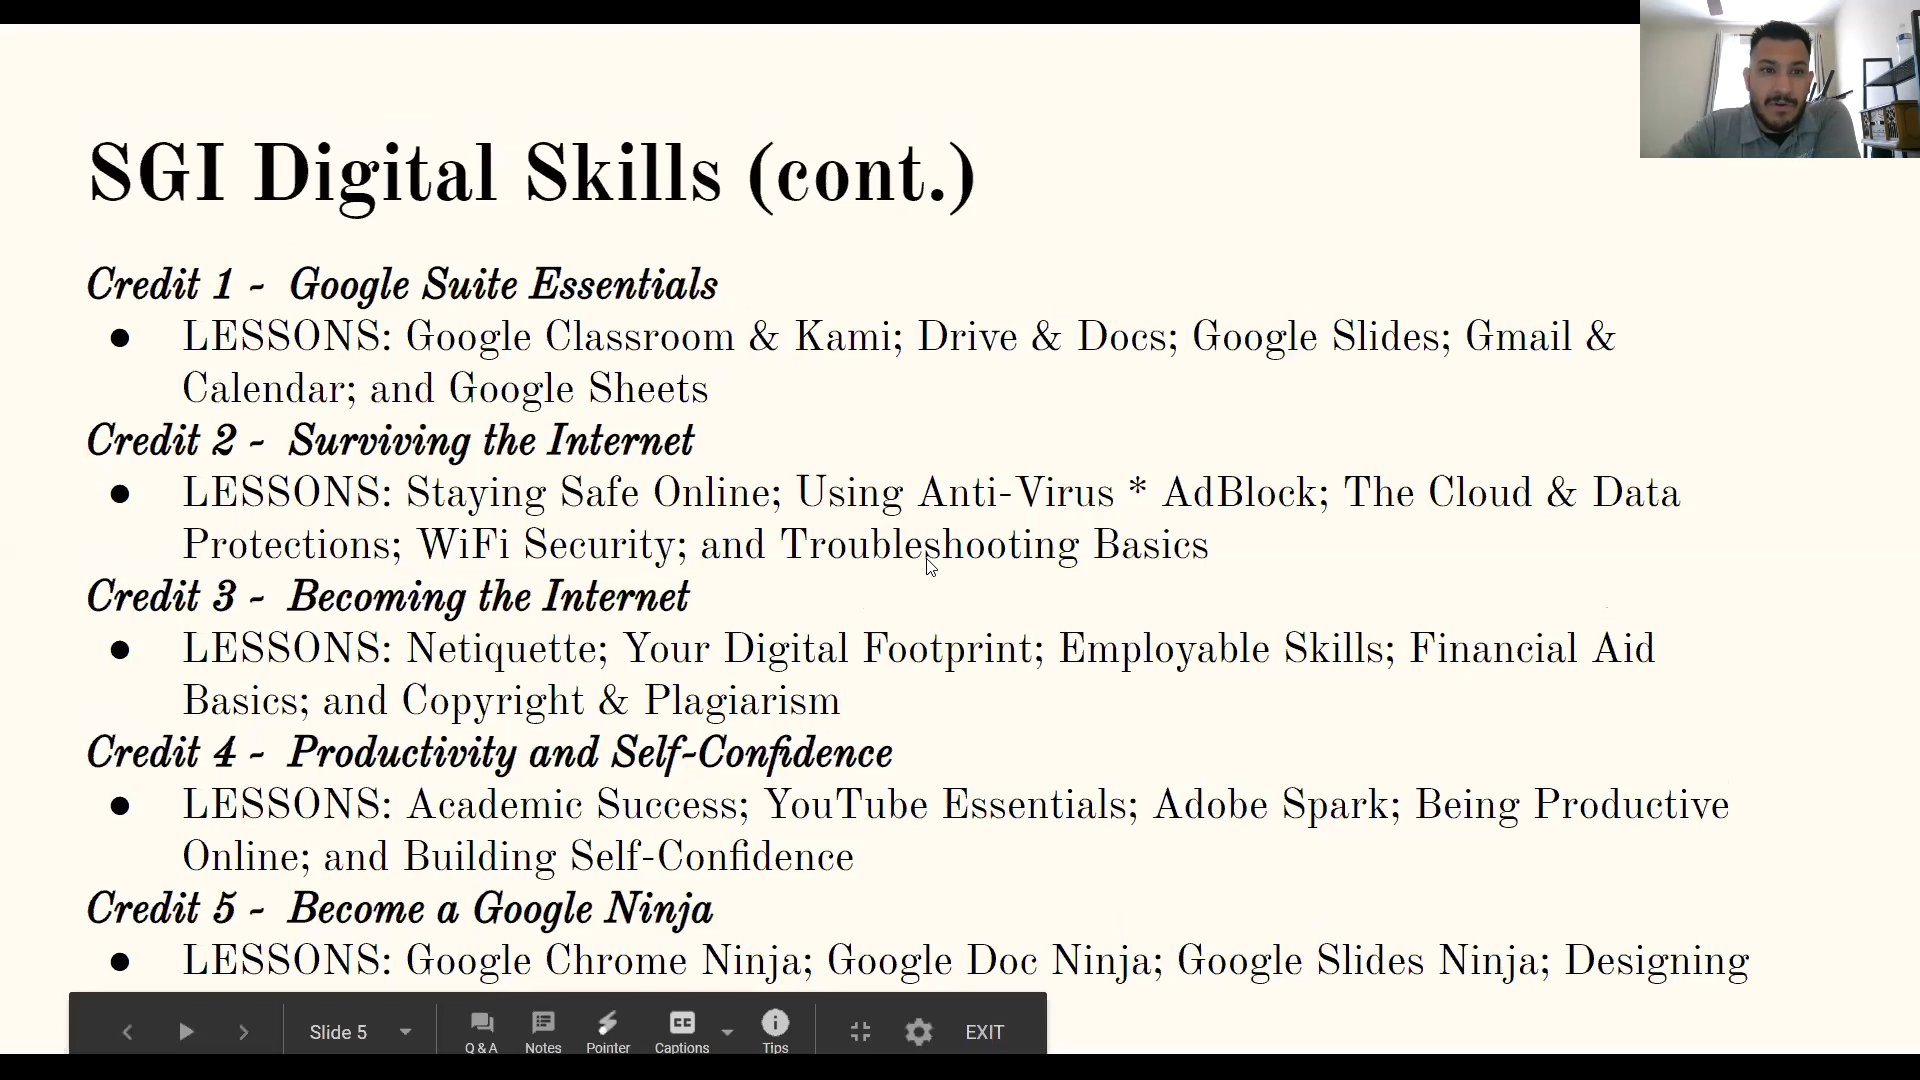 SGI Digital Skills (cont.)
Credit 1 - Google Suite Essentials
● LESSONS: Google Classroom & Kami; Drive & Docs; Google Slides; Gmail &
Calendar; and Google Sheets
Credit 2 - Surviving the Internet
● LESSONS: Staying Safe Online; Using Anti-Virus * AdBlock; The Cloud & Data
Protections; WiFi Security; and Troubleshooting Basics
Credit 3 - Becoming the Internet
● LESSONS: Netiquette; Your Digital Footprint; Employable Skills; Financial Aid
Basics; and Copyright & Plagiarism
Credit 4 - Productivity and Self-Confidence
● LESSONS: Academic Success; YouTube Essentials; Adobe Spark; Being Productive
Online; and Building Self-Confidence
Credit 5 - Become a Google Ninja
● LESSONS: Google Chrome Ninja; Google Doc Ninja; Google Slides Ninja; Designing
Slide 5 Q & A Notes Pointer CC Captions Tips EXIT